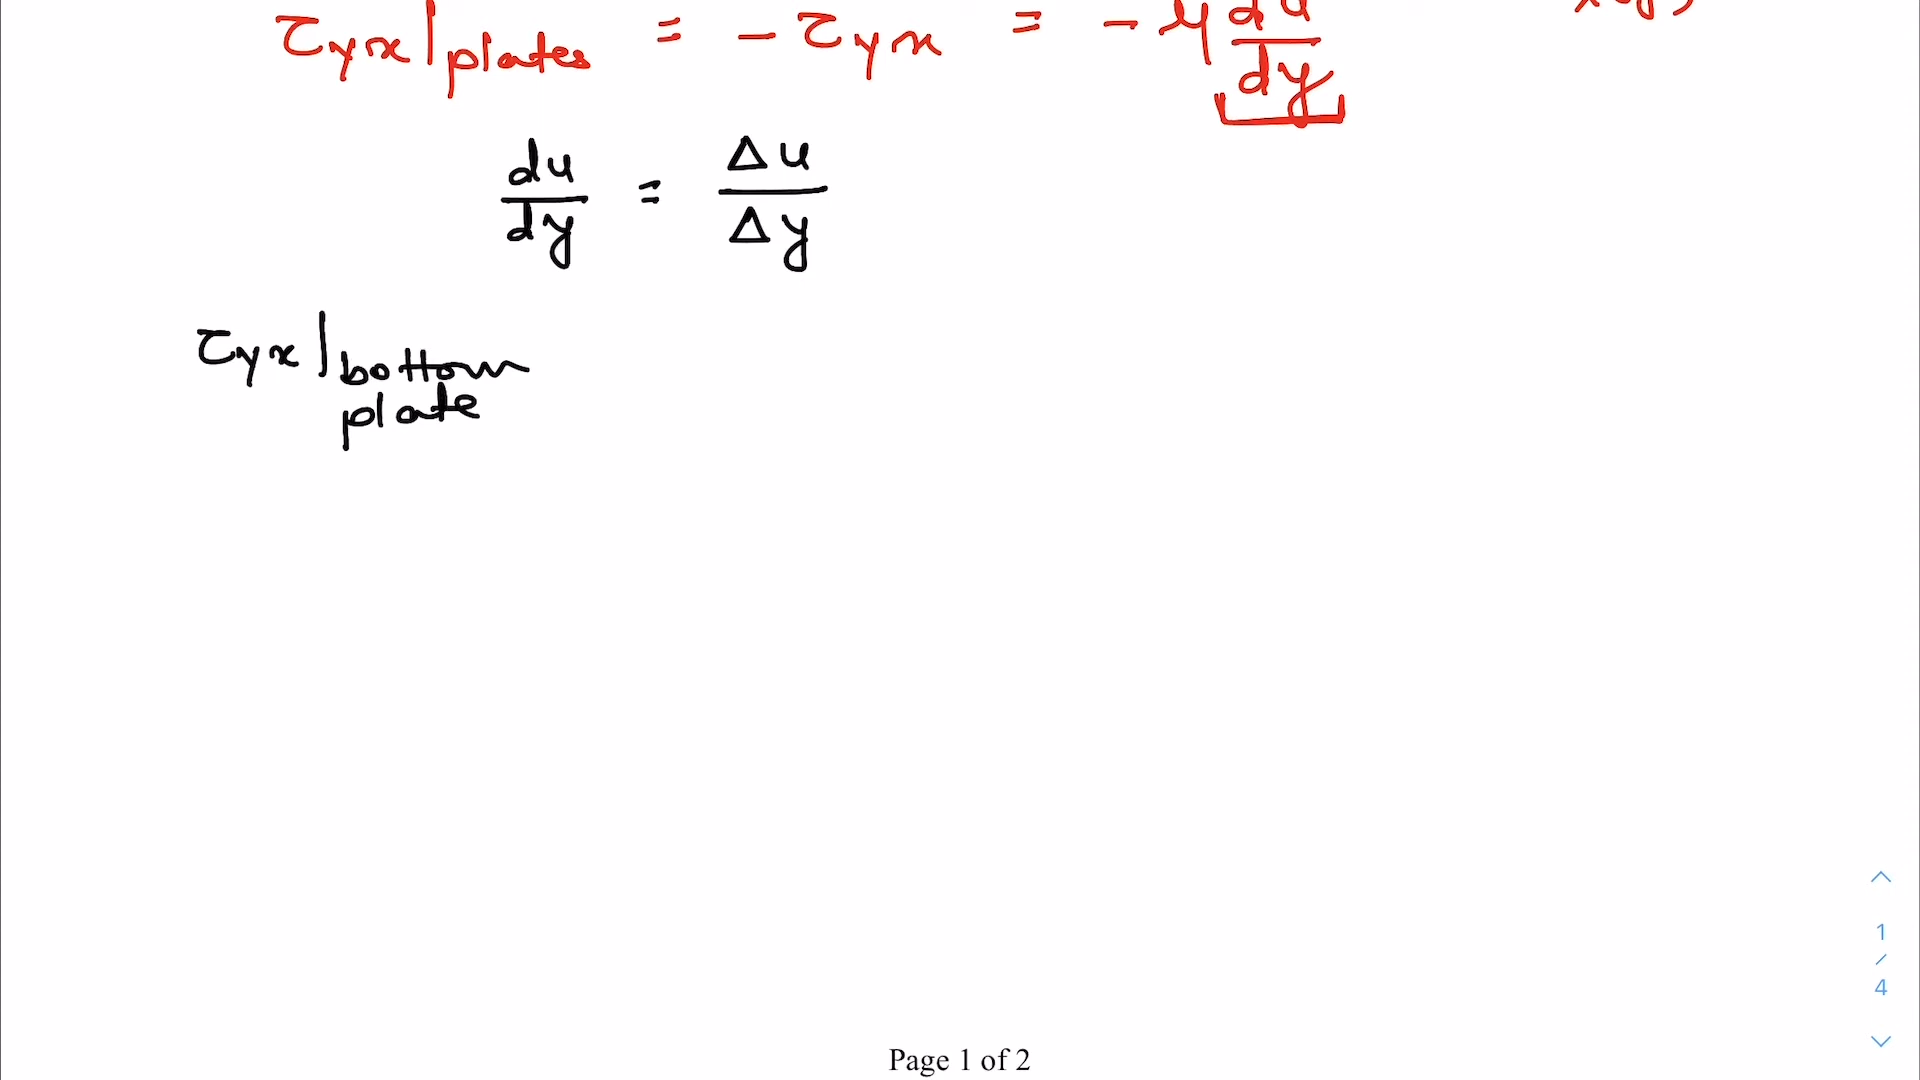 τyx|plates = - τyx = - μ du/dy
du/dy = Δu/Δy
τyx|bottom plate
1
/
4
Page 1 of 2